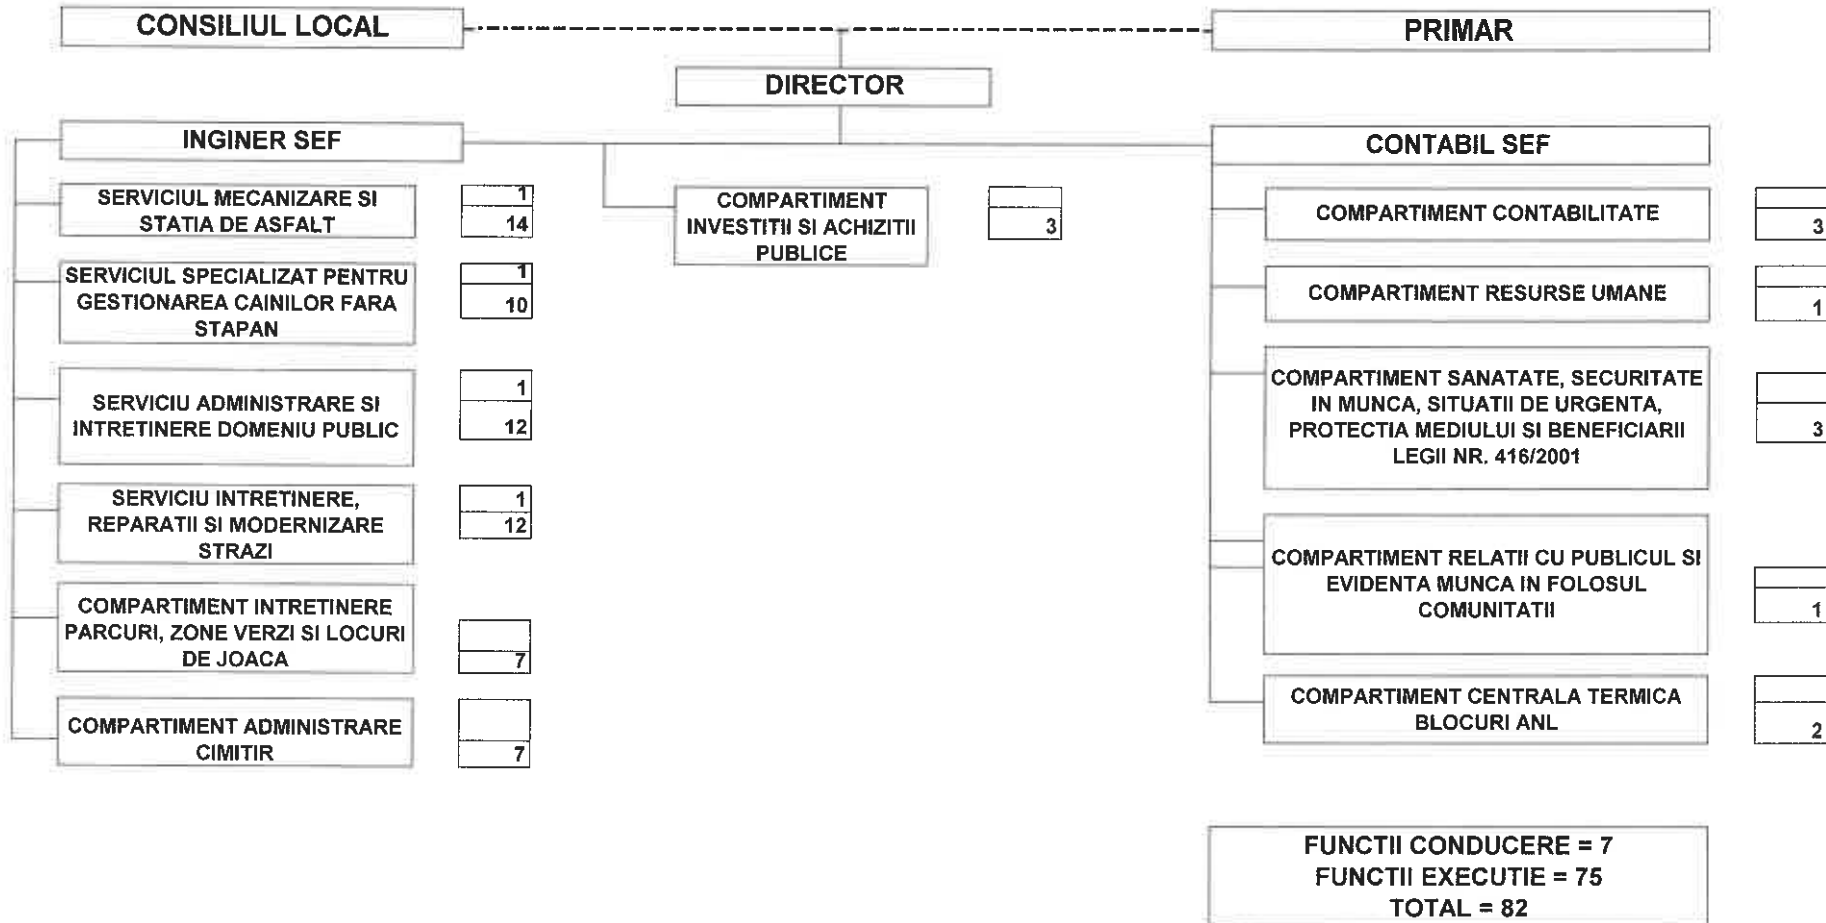 CONSILIUL LOCAL
PRIMAR
DIRECTOR
INGINER SEF
CONTABIL SEF
SERVICIUL MECANIZARE SI
STATIA DE ASFALT
1
14
SERVICIUL SPECIALIZAT PENTRU
GESTIONAREA CAINILOR FARA
STAPAN
1
10
SERVICIU ADMINISTRARE SI
INTRETINERE DOMENIU PUBLIC
1
12
SERVICIU INTRETINERE,
REPARATII SI MODERNIZARE
STRAZI
1
12
COMPARTIMENT INTRETINERE
PARCURI, ZONE VERZI SI LOCURI
DE JOACA
7
COMPARTIMENT ADMINISTRARE
CIMITIR
7
COMPARTIMENT
INVESTITII SI ACHIZITII
PUBLICE
3
COMPARTIMENT CONTABILITATE
3
COMPARTIMENT RESURSE UMANE
1
COMPARTIMENT SANATATE, SECURITATE
IN MUNCA, SITUATII DE URGENTA,
PROTECTIA MEDIULUI SI BENEFICIARII
LEGII NR. 416/2001
3
COMPARTIMENT RELATII CU PUBLICUL SI
EVIDENTA MUNCA IN FOLOSUL
COMUNITATII
1
COMPARTIMENT CENTRALA TERMICA
BLOCURI ANL
2
FUNCTII CONDUCERE = 7
FUNCTII EXECUTIE = 75
TOTAL = 82